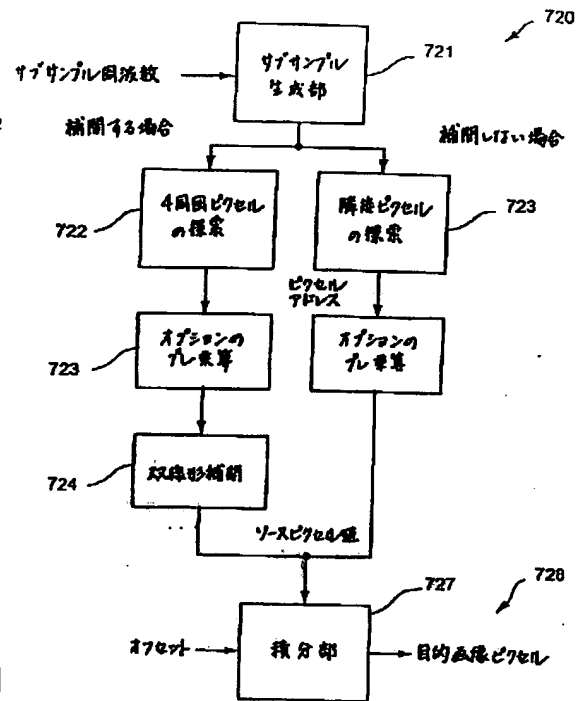 720
サブサンプル
生成部
721
サブサンプル周波数
補間する場合
補間しない場合
4周囲ピクセル
の探索
722
隣接ピクセル
の探索
723
ピクセル
アドレス
オプションの
プレ乗算
723
オプションの
プレ乗算
双線形補間
724
ソースピクセル値
727
728
オフセット
積分部
目的画像ピクセル